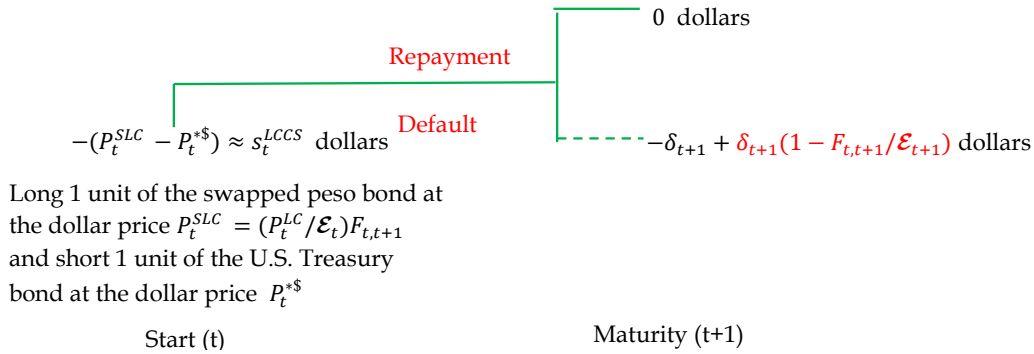 0 dollars
Repayment
Default
−(P_t^{SLC} − P_t^{*$}) ≈ s_t^{LCCS} dollars
−δ_{t+1} + δ_{t+1}(1 − F_{t,t+1}/ℰ_{t+1}) dollars
Long 1 unit of the swapped peso bond at
the dollar price P_t^{SLC} = (P_t^{LC}/ℰ_t)F_{t,t+1}
and short 1 unit of the U.S. Treasury
bond at the dollar price P_t^{*$}
Start (t)
Maturity (t+1)